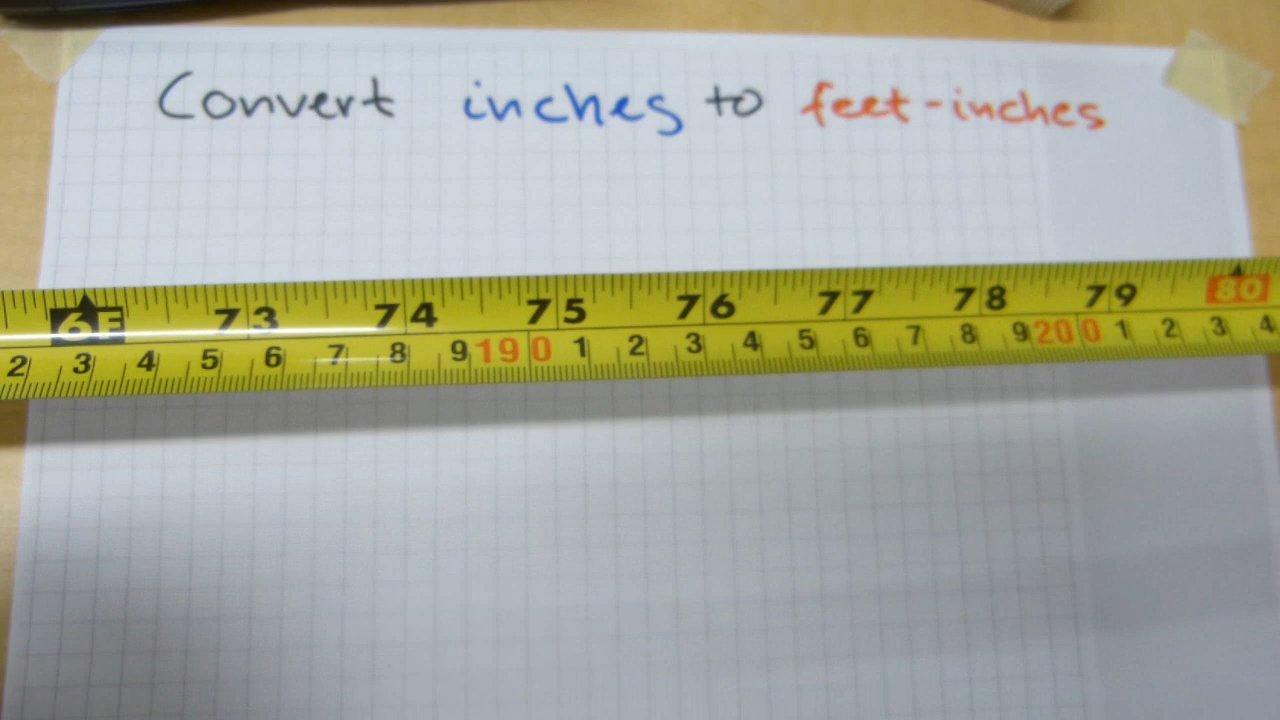 Convert inches to feet-inches
6F 73 74 75 76 77 78 79 80
2 3 4 5 6 7 8 9 190 1 2 3 4 5 6 7 8 9 200 1 2 3 4